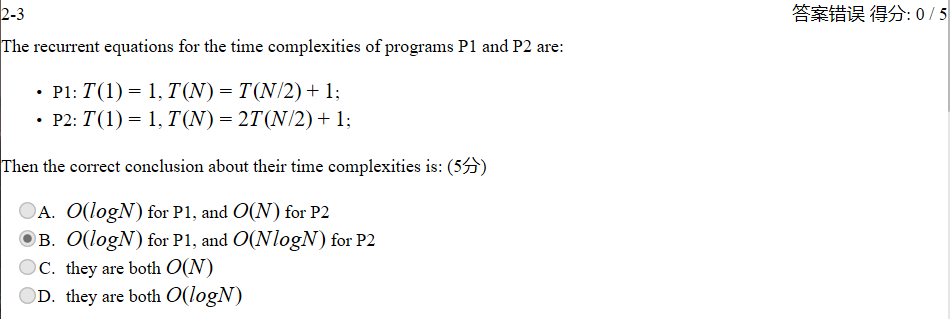 2-3 答案错误 得分: 0 / 5
The recurrent equations for the time complexities of programs P1 and P2 are:
• P1: T(1) = 1, T(N) = T(N/2) + 1;
• P2: T(1) = 1, T(N) = 2T(N/2) + 1;
Then the correct conclusion about their time complexities is: (5分)
A. O(logN) for P1, and O(N) for P2
B. O(logN) for P1, and O(NlogN) for P2
C. they are both O(N)
D. they are both O(logN)